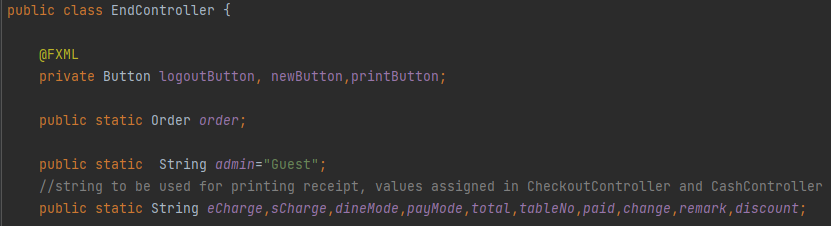 public class EndController {
@FXML
private Button logoutButton, newButton,printButton;
public static Order order;
public static  String admin="Guest";
//string to be used for printing receipt, values assigned in CheckoutController and CashController
public static String eCharge,sCharge,dineMode,payMode,total,tableNo,paid,change,remark,discount;